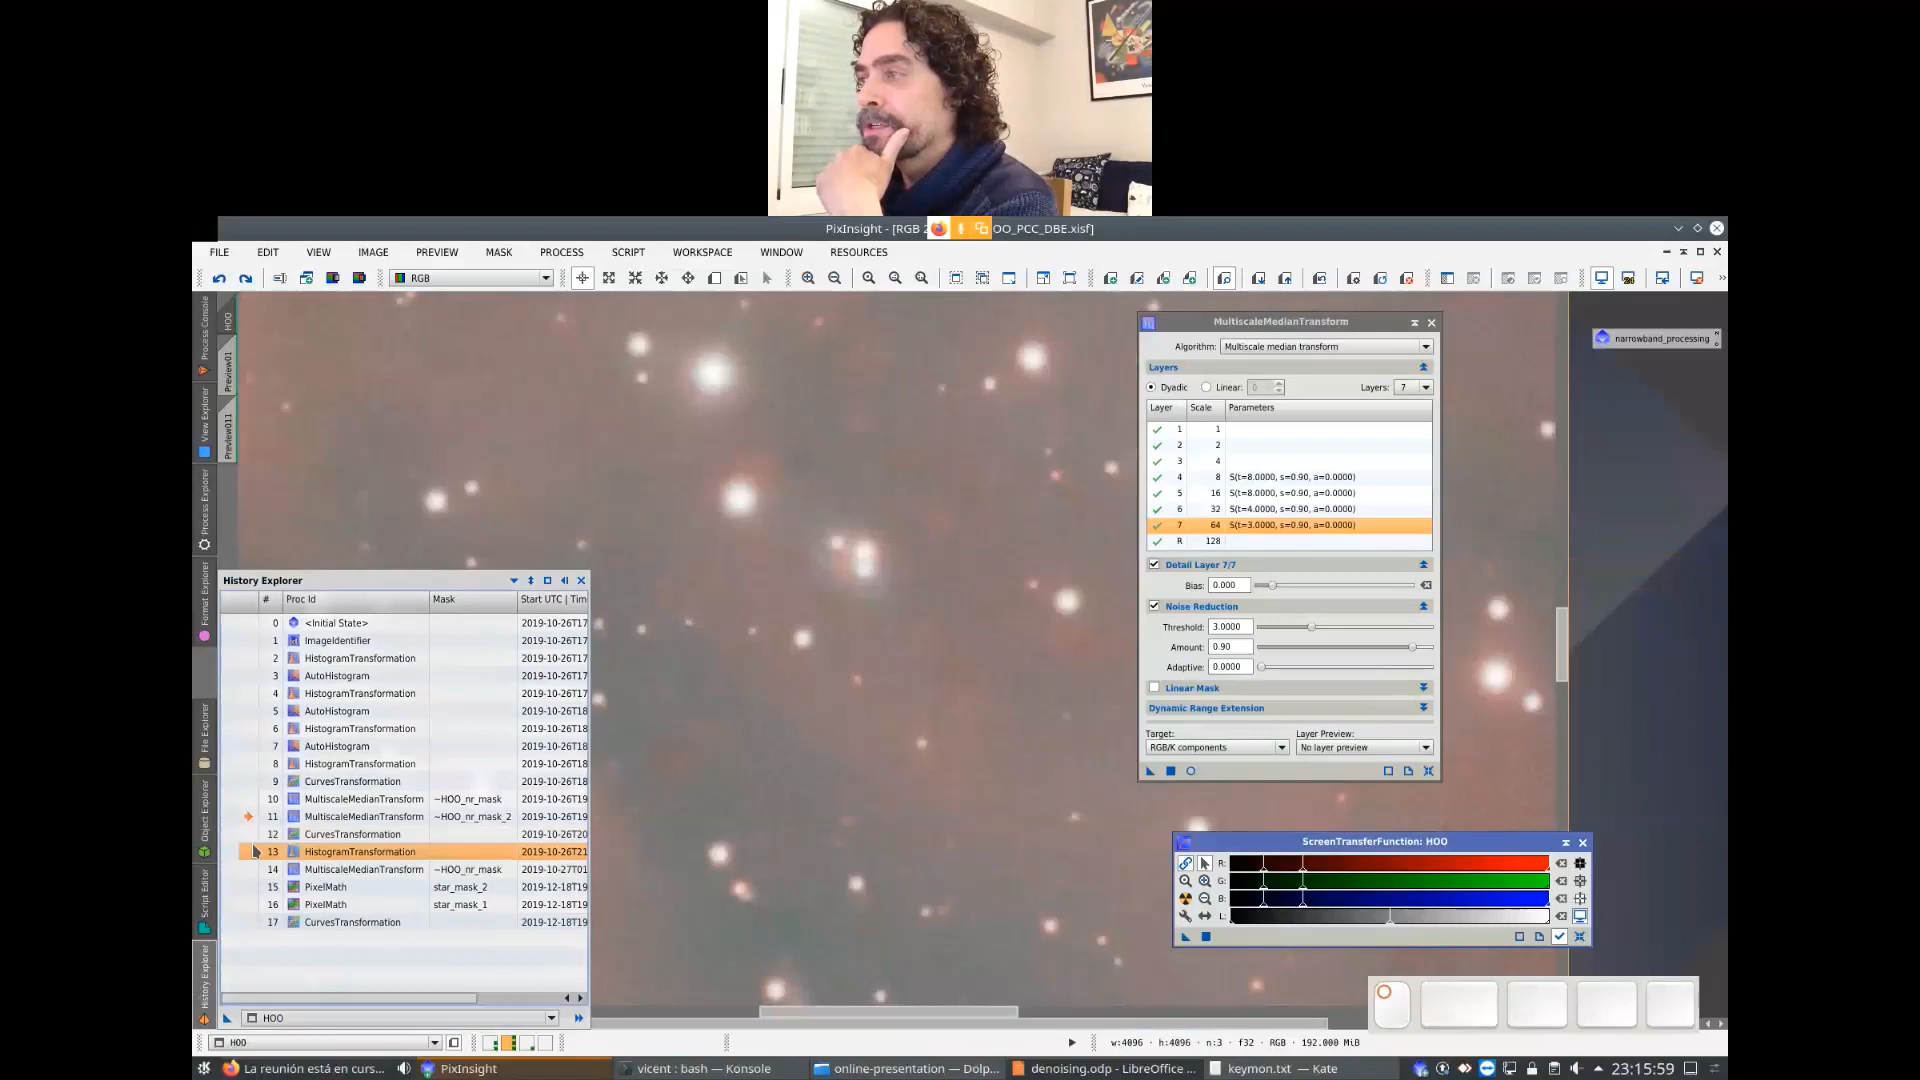 PixInsight - [RGB
OO_PCC_DBE.xisf]
FILE EDIT VIEW IMAGE PREVIEW MASK PROCESS SCRIPT WORKSPACE WINDOW RESOURCES
RGB
Process Console
View Explorer
Process Explorer
Format Explorer
File Explorer
Object Explorer
Script Editor
History Explorer
HOO
Preview01
Preview011
MultiscaleMedianTransform
Algorithm: Multiscale median transform
Layers
Dyadic Linear: 0 Layers: 7
Layer Scale Parameters
1 1
2 2
3 4
4 8 S(t=8.0000, s=0.90, a=0.0000)
5 16 S(t=8.0000, s=0.90, a=0.0000)
6 32 S(t=4.0000, s=0.90, a=0.0000)
7 64 S(t=3.0000, s=0.90, a=0.0000)
R 128
Detail Layer 7/7
Bias: 0.000
Noise Reduction
Threshold: 3.0000
Amount: 0.90
Adaptive: 0.0000
Linear Mask
Dynamic Range Extension
Target: Layer Preview:
RGB/K components No layer preview
narrowband_processing
History Explorer
# Proc Id Mask Start UTC | Tim
0 <Initial State> 2019-10-26T17
1 ImageIdentifier 2019-10-26T17
2 HistogramTransformation 2019-10-26T17
3 AutoHistogram 2019-10-26T17
4 HistogramTransformation 2019-10-26T17
5 AutoHistogram 2019-10-26T18
6 HistogramTransformation 2019-10-26T18
7 AutoHistogram 2019-10-26T18
8 HistogramTransformation 2019-10-26T18
9 CurvesTransformation 2019-10-26T18
10 MultiscaleMedianTransform ~HOO_nr_mask 2019-10-26T19
11 MultiscaleMedianTransform ~HOO_nr_mask_2 2019-10-26T19
12 CurvesTransformation 2019-10-26T20
13 HistogramTransformation 2019-10-26T21
14 MultiscaleMedianTransform ~HOO_nr_mask 2019-10-27T01
15 PixelMath star_mask_2 2019-12-18T19
16 PixelMath star_mask_1 2019-12-18T19
17 CurvesTransformation 2019-12-18T19
HOO
ScreenTransferFunction: HOO
R:
G:
B:
L:
HOO
w:4096 · h:4096 · n:3 · f32 · RGB · 192.000 MiB
La reunión está en curs... PixInsight vicent : bash — Konsole online-presentation — Dolp... denoising.odp - LibreOffice ... keymon.txt — Kate 23:15:59